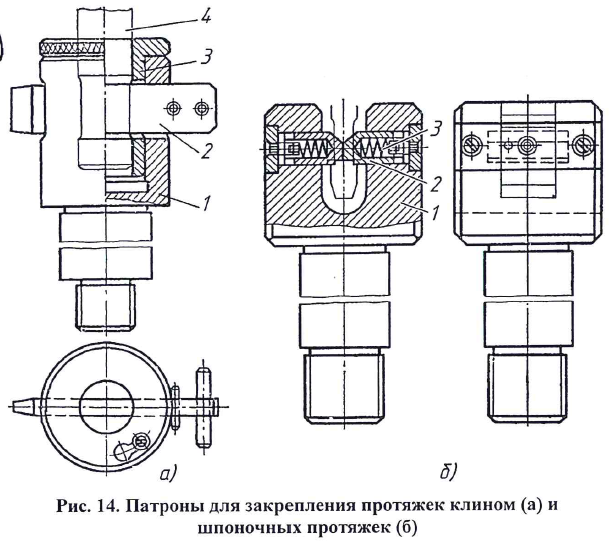 4
3
2
1
3
2
1
а)
б)
Рис. 14. Патроны для закрепления протяжек клином (а) и
шпоночных протяжек (б)